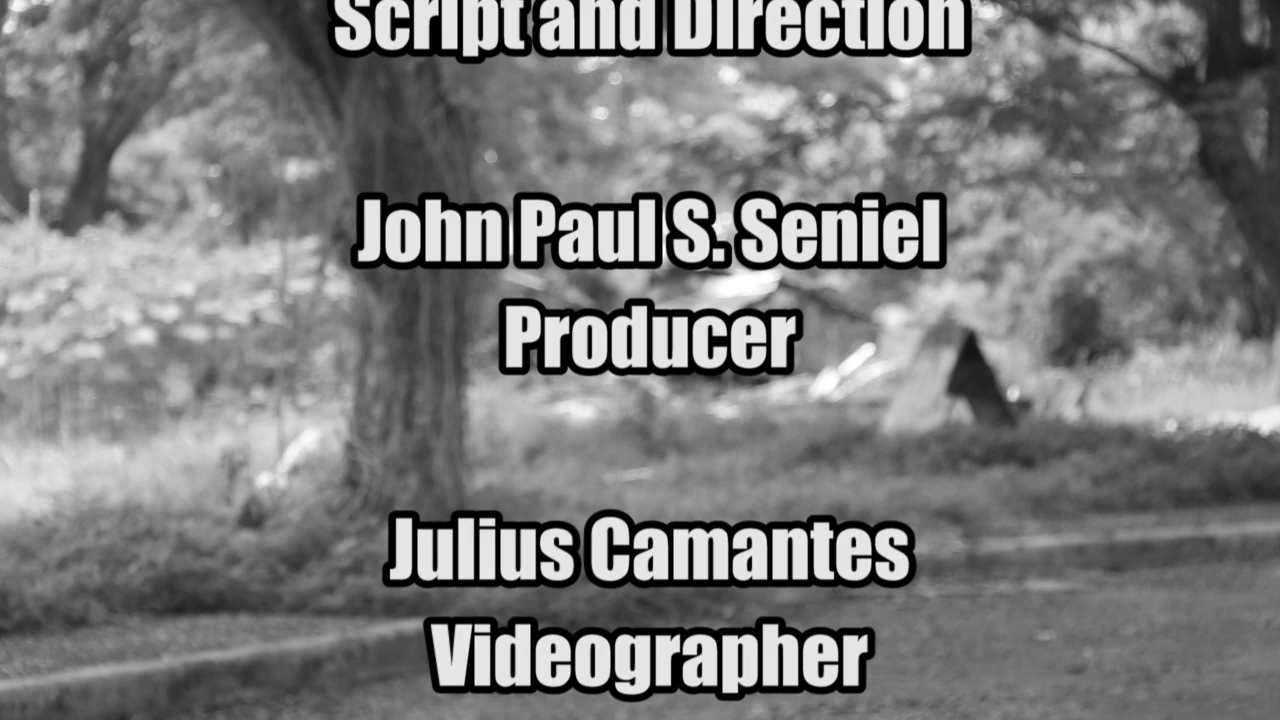 Script and Direction
John Paul S. Seniel
Producer
Julius Camantes
Videographer